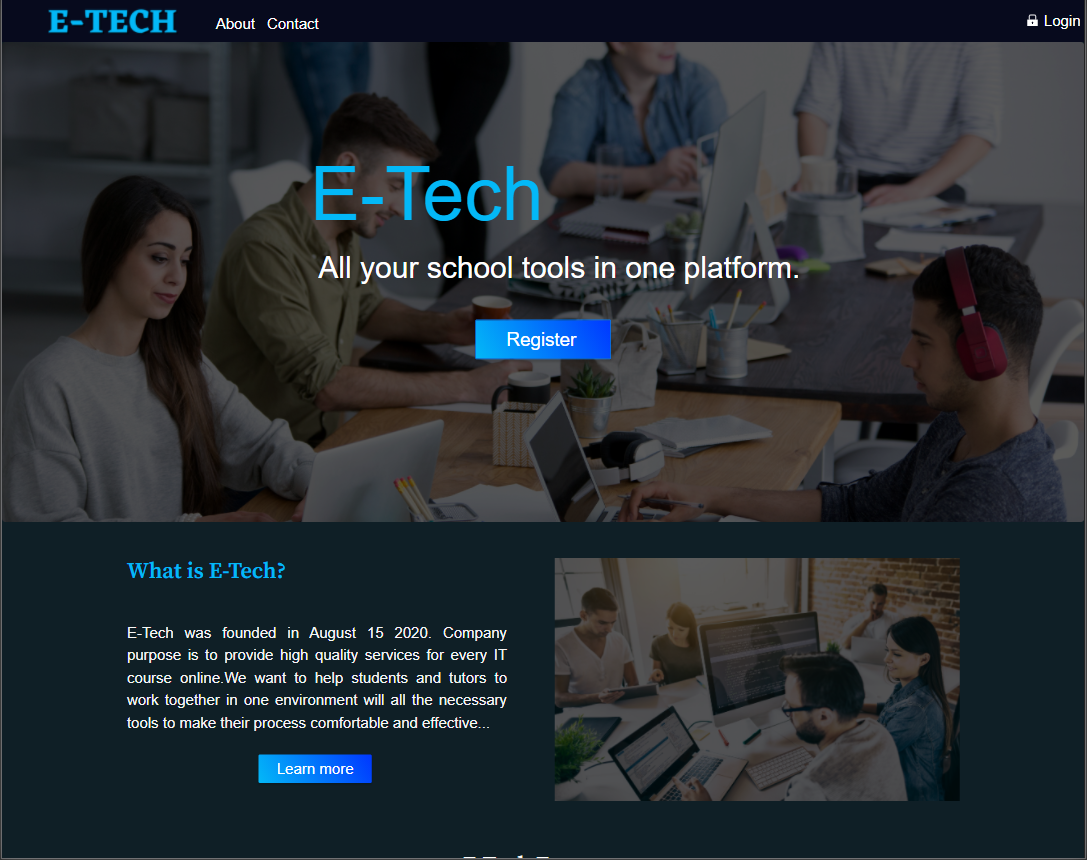 E-TECH About Contact Login
E-Tech
All your school tools in one platform.
Register
What is E-Tech?
E-Tech was founded in August 15 2020. Company
purpose is to provide high quality services for every IT
course online.We want to help students and tutors to
work together in one environment will all the necessary
tools to make their process comfortable and effective...
Learn more